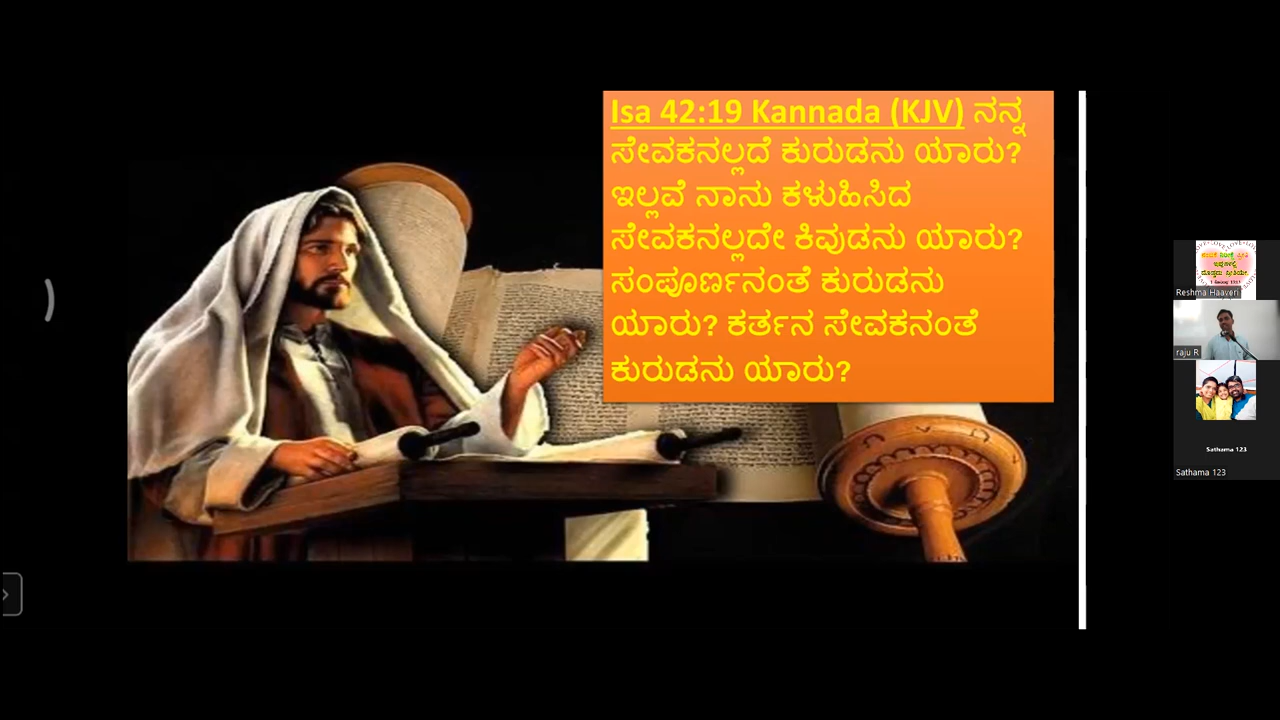 Isa 42:19 Kannada (KJV) ನನ್ನ
ಸೇವಕನಲ್ಲದೆ ಕುರುಡನು ಯಾರು?
ಇಲ್ಲವೆ ನಾನು ಕಳುಹಿಸಿದ
ಸೇವಕನಲ್ಲದೇ ಕಿವುಡನು ಯಾರು?
ಸಂಪೂರ್ಣನಂತೆ ಕುರುಡನು
ಯಾರು? ಕರ್ತನ ಸೇವಕನಂತೆ
ಕುರುಡನು ಯಾರು?
Reshma Haaveri
raju R
Sathama 123
Sathama 123